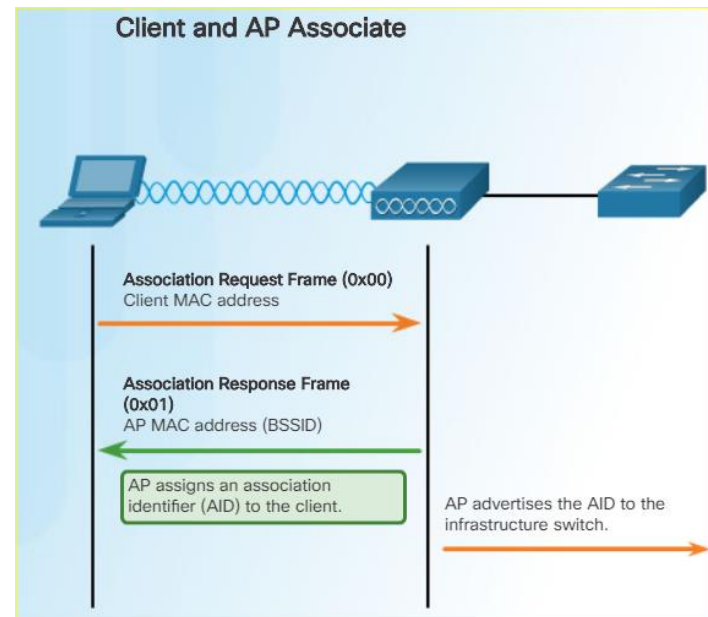 Client and AP Associate
Association Request Frame (0x00)
Client MAC address
Association Response Frame
(0x01)
AP MAC address (BSSID)
AP assigns an association
identifier (AID) to the client.
AP advertises the AID to the
infrastructure switch.